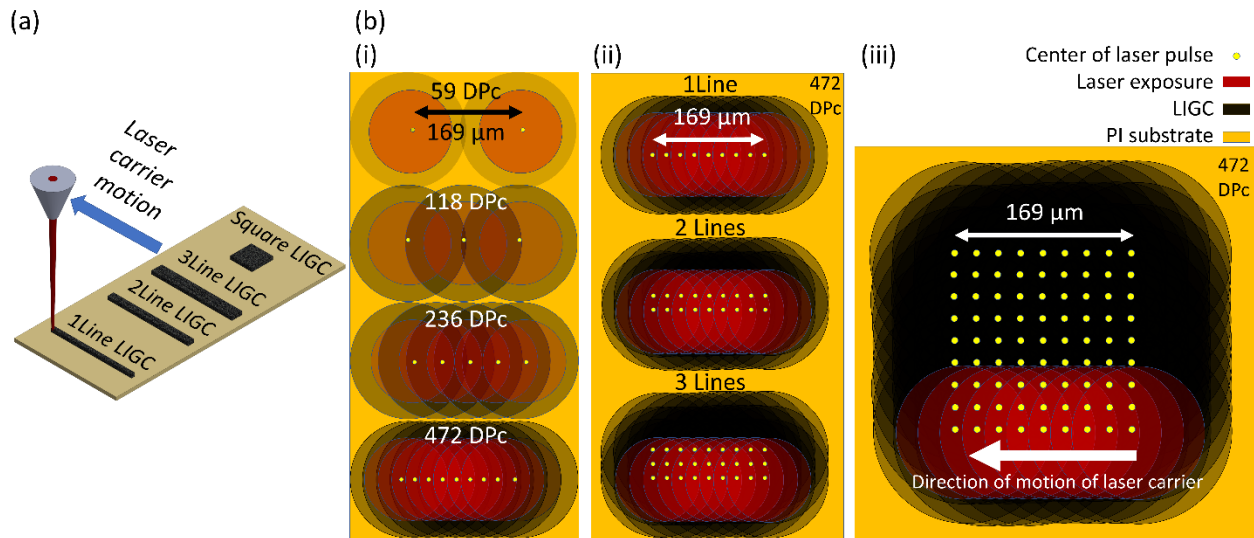 (a)
Laser
carrier
motion
Square LIGC
3Line LIGC
2Line LIGC
1Line LIGC
(b)
(i)
59 DPc
169 µm
118 DPc
236 DPc
472 DPc
(ii)
1Line
472
DPc
169 µm
2 Lines
3 Lines
(iii)
Center of laser pulse
Laser exposure
LIGC
PI substrate
472
DPc
169 µm
Direction of motion of laser carrier